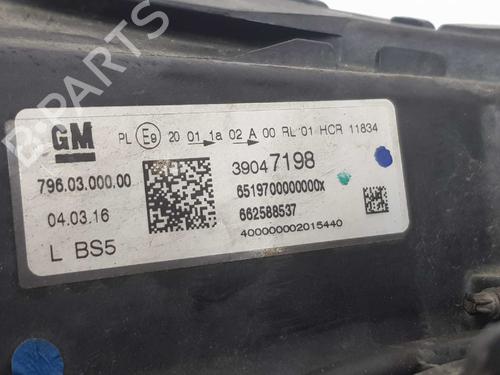 GM
PL E9 20 01 1a 02 A 00 RL 01 HCR 11834
796.03.000.00
39047198
04.03.16
6519700000000X
662588537
L BS5
400000002015440